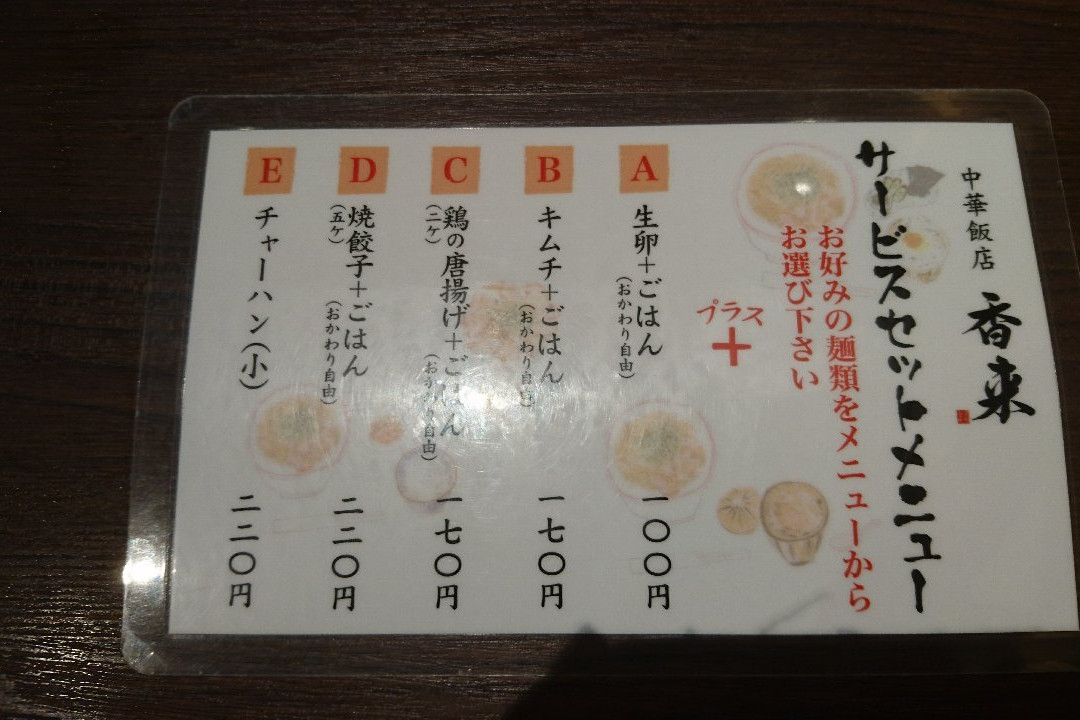 中華飯店 香来
サービスセットメニュー
お好みの麺類をメニューから
お選び下さい
プラス
+
A
生卵+ごはん
(おかわり自由)
一〇〇円
B
キムチ+ごはん
(おかわり自由)
一七〇円
C
鶏の唐揚げ+ごはん
(二ケ)
(おかわり自由)
一七〇円
D
焼餃子+ごはん
(五ケ)
(おかわり自由)
二二〇円
E
チャーハン(小)
二二〇円